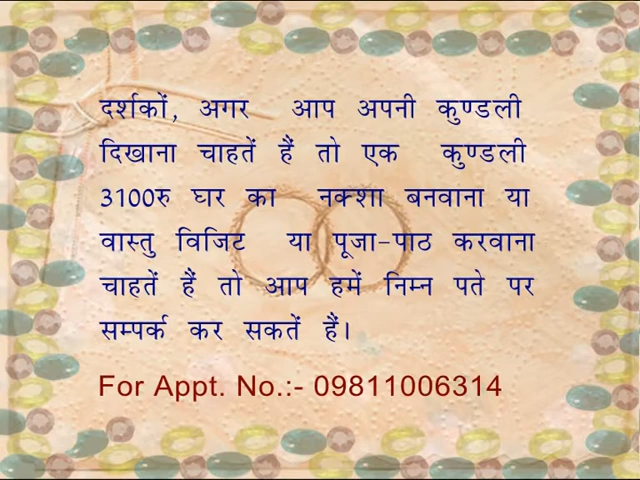 दर्शकों, अगर आप अपनी कुण्डली
दिखाना चाहतें हैं तो एक कुण्डली
3100रु घर का नक्शा बनवाना या
वास्तु विजिट या पूजा-पाठ करवाना
चाहतें हैं तो आप हमें निम्न पते पर
सम्पर्क कर सकतें हैं।
For Appt. No.:- 09811006314